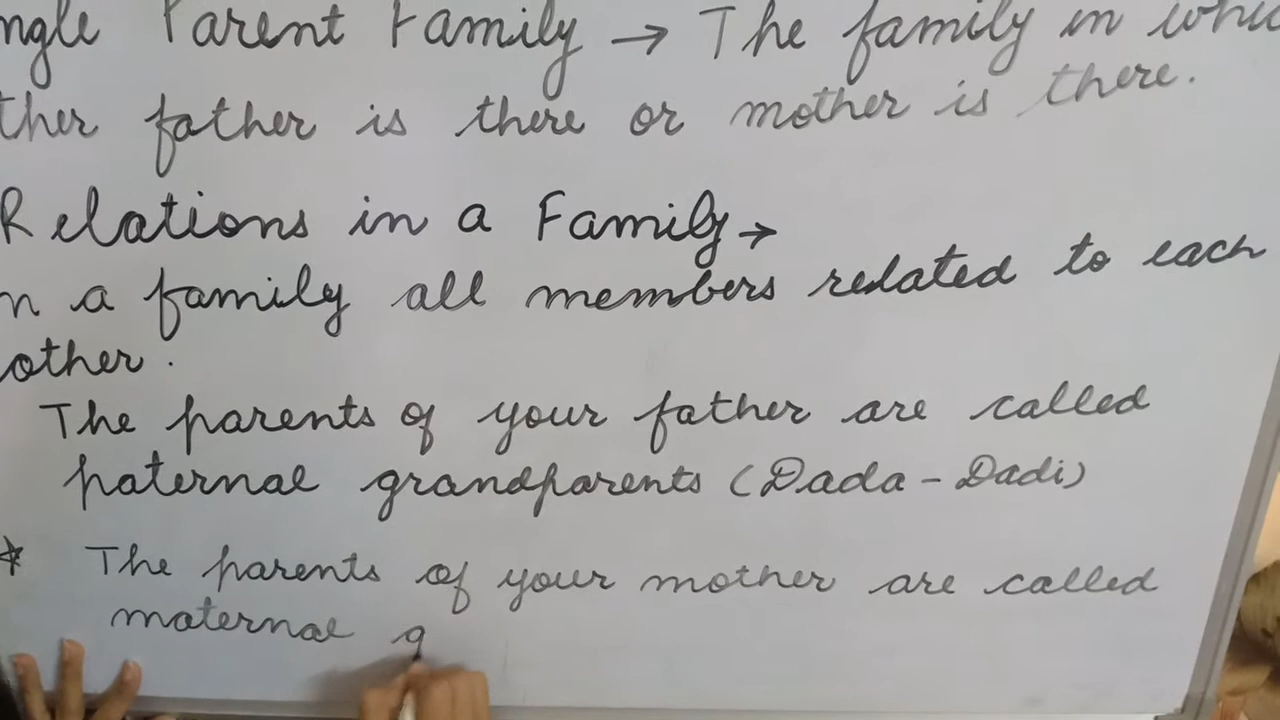 ngle Parent Family → The family in whic
ther father is there or mother is there.
Relations in a Family →
n a family all members related to each
other.
The parents of your father are called
paternal grandparents (Dada - Dadi)
* The parents of your mother are called
maternal g